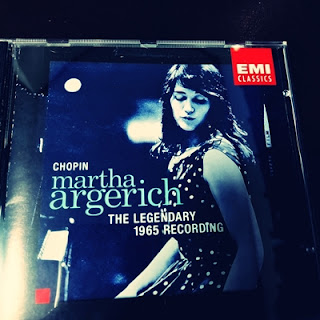 EMI
CLASSICS
CHOPIN
martha
argerich
THE LEGENDARY
1965 RECORDING